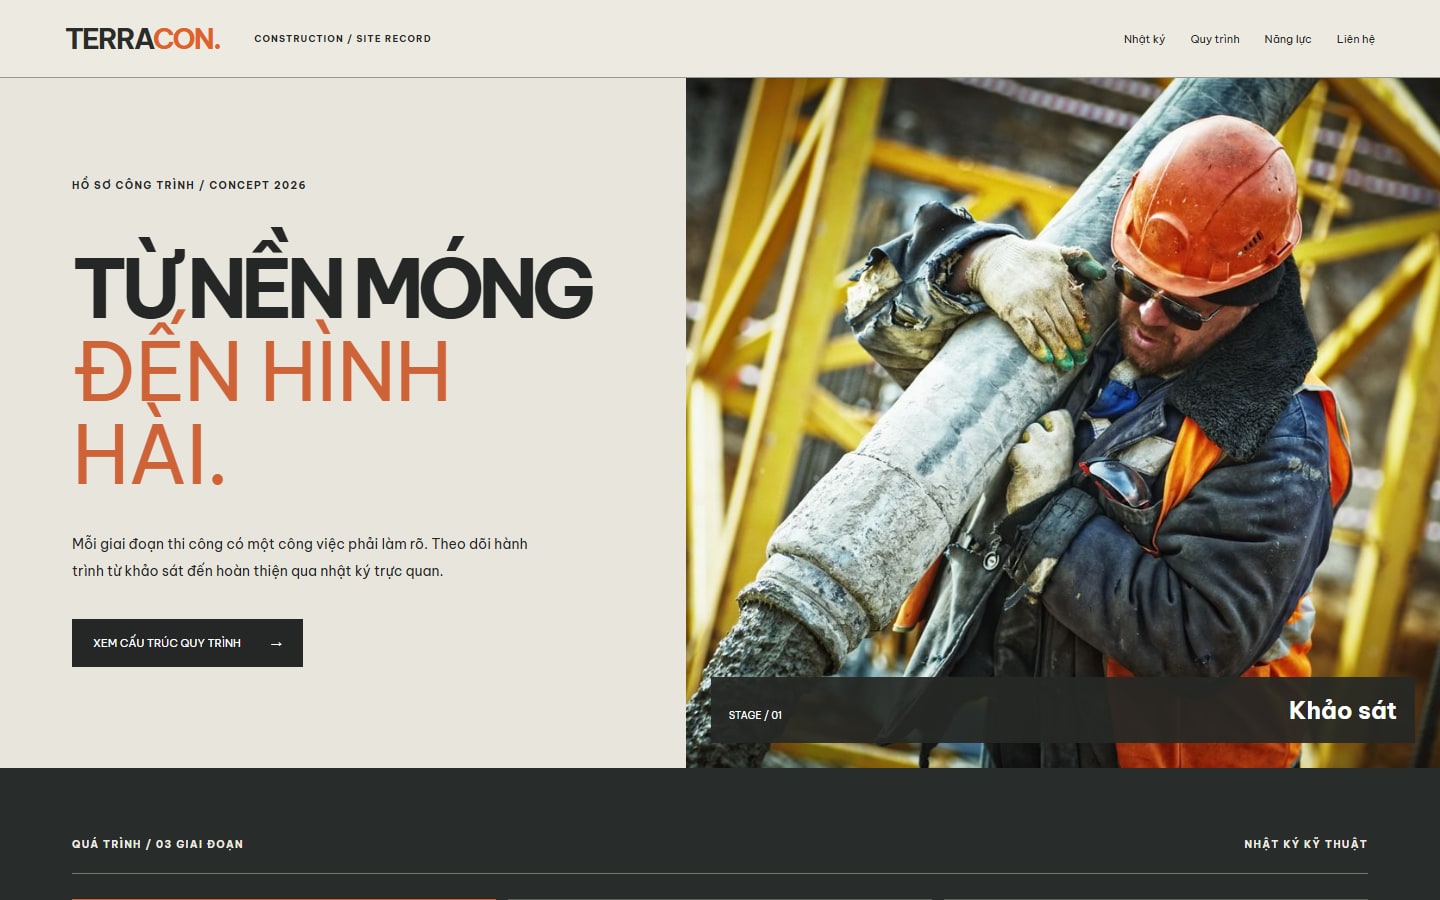 TERRACON.
CONSTRUCTION / SITE RECORD
Nhật ký
Quy trình
Năng lực
Liên hệ
HỒ SƠ CÔNG TRÌNH / CONCEPT 2026
TỪ NỀN MÓNG
ĐẾN HÌNH
HÀI.
Mỗi giai đoạn thi công có một công việc phải làm rõ. Theo dõi hành
trình từ khảo sát đến hoàn thiện qua nhật ký trực quan.
XEM CẤU TRÚC QUY TRÌNH →
STAGE / 01
Khảo sát
QUÁ TRÌNH / 03 GIAI ĐOẠN
NHẬT KÝ KỸ THUẬT